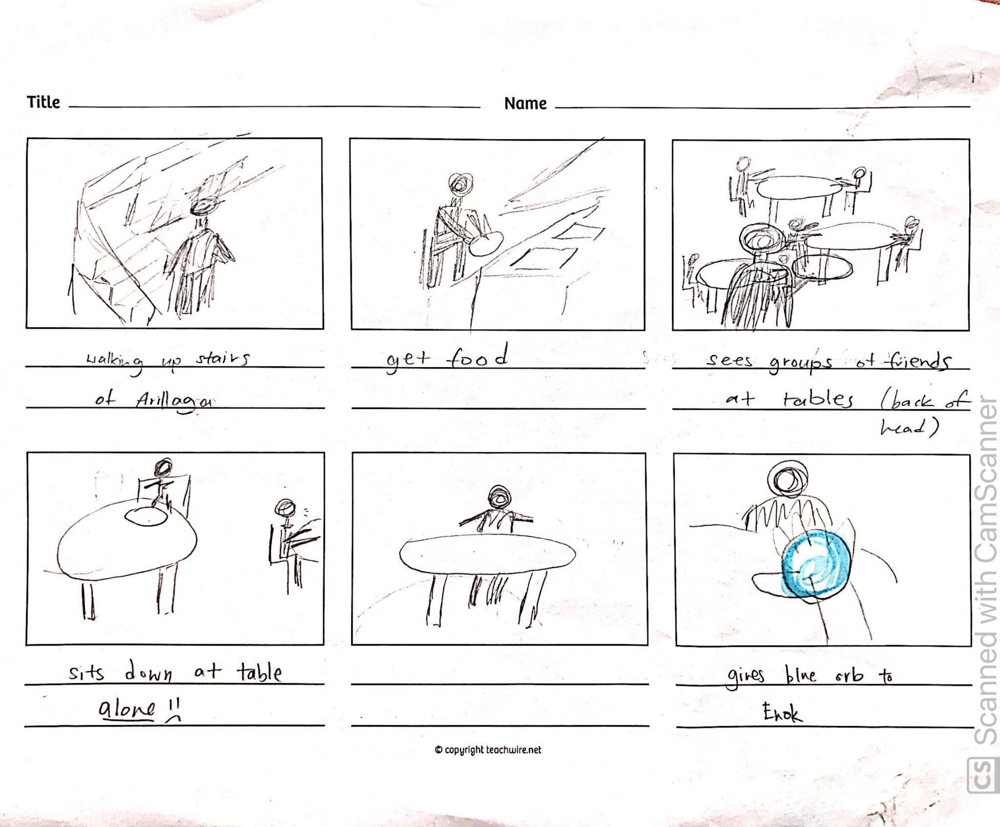 Title
Name
walking up stairs
of Arillaga
get food
sees groups of friends
at tables (back of
head)
sits down at table
alone !!
gives blue orb to
Enok
© copyright teachwire.net
CS Scanned with CamScanner